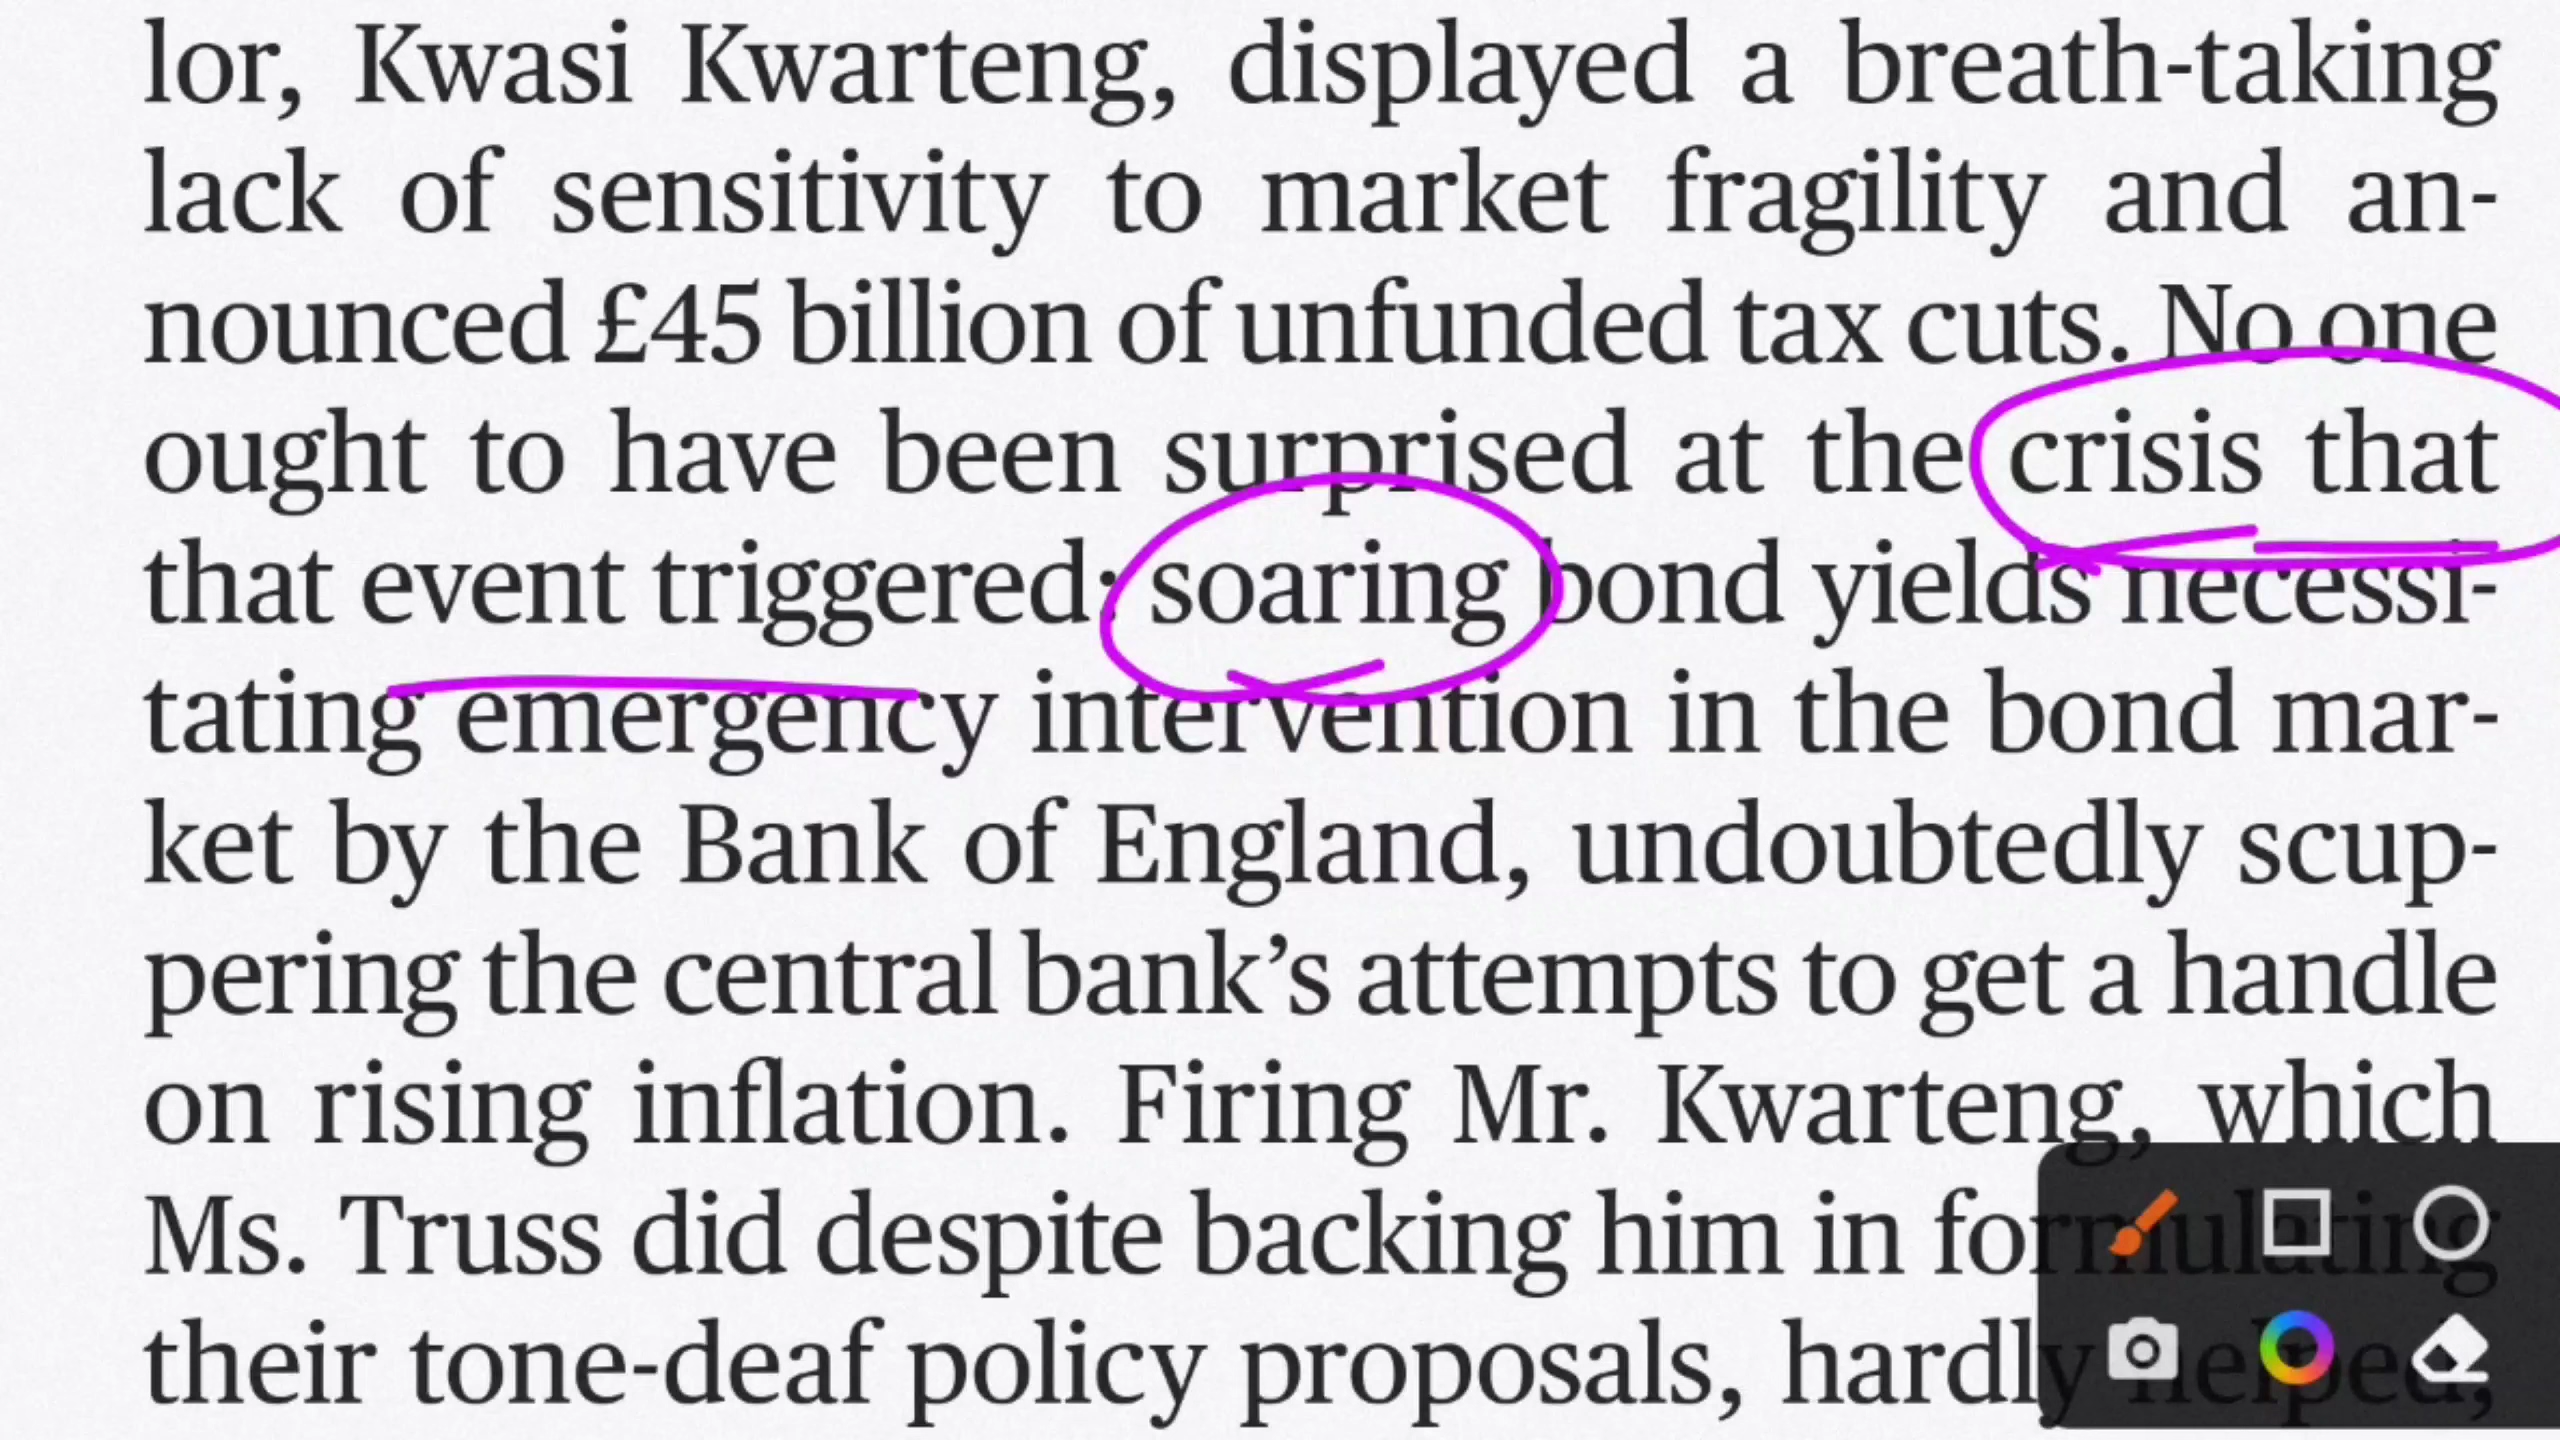 lor, Kwasi Kwarteng, displayed a breath-taking
lack of sensitivity to market fragility and an-
nounced £45 billion of unfunded tax cuts. No one
ought to have been surprised at the crisis that
that event triggered: soaring bond yields necessi-
tating emergency intervention in the bond mar-
ket by the Bank of England, undoubtedly scup-
pering the central bank’s attempts to get a handle
on rising inflation. Firing Mr. Kwarteng, which
Ms. Truss did despite backing him in formulating
their tone-deaf policy proposals, hardly helped,